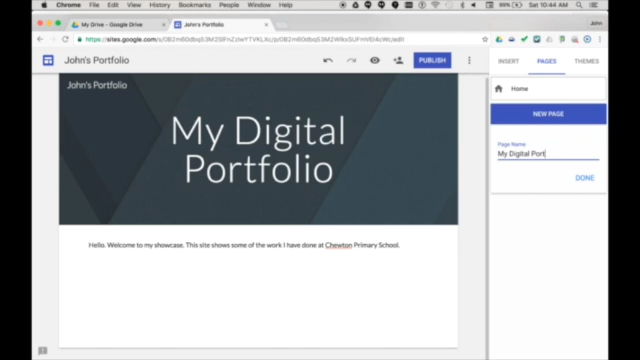 Chrome File Edit View History Bookmarks People Window Help
99% Sat 10:44 AM
My Drive - Google Drive
John's Portfolio
John
John's Portfolio
PUBLISH
INSERT PAGES THEMES
Home
NEW PAGE
Page Name
My Digital Port
DONE
John's Portfolio
My Digital
Portfolio
Hello. Welcome to my showcase. This site shows some of the work I have done at Chewton Primary School.